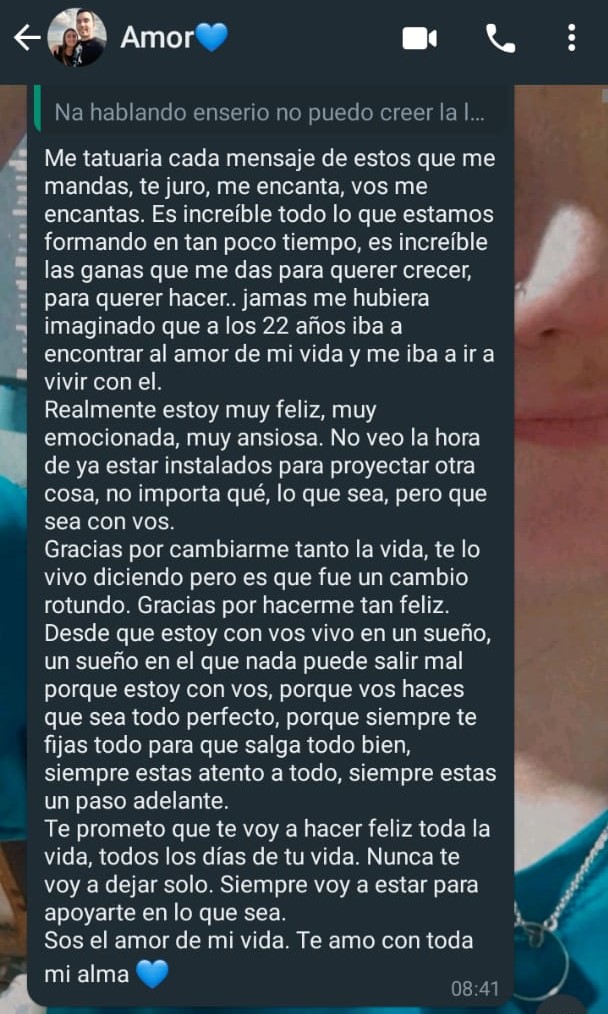 Amor💙
Na hablando enserio no puedo creer la l...
Me tatuaria cada mensaje de estos que me
mandas, te juro, me encanta, vos me
encantas. Es increíble todo lo que estamos
formando en tan poco tiempo, es increíble
las ganas que me das para querer crecer,
para querer hacer.. jamas me hubiera
imaginado que a los 22 años iba a
encontrar al amor de mi vida y me iba a ir a
vivir con el.
Realmente estoy muy feliz, muy
emocionada, muy ansiosa. No veo la hora
de ya estar instalados para proyectar otra
cosa, no importa qué, lo que sea, pero que
sea con vos.
Gracias por cambiarme tanto la vida, te lo
vivo diciendo pero es que fue un cambio
rotundo. Gracias por hacerme tan feliz.
Desde que estoy con vos vivo en un sueño,
un sueño en el que nada puede salir mal
porque estoy con vos, porque vos haces
que sea todo perfecto, porque siempre te
fijas todo para que salga todo bien,
siempre estas atento a todo, siempre estas
un paso adelante.
Te prometo que te voy a hacer feliz toda la
vida, todos los días de tu vida. Nunca te
voy a dejar solo. Siempre voy a estar para
apoyarte en lo que sea.
Sos el amor de mi vida. Te amo con toda
mi alma 💙
08:41